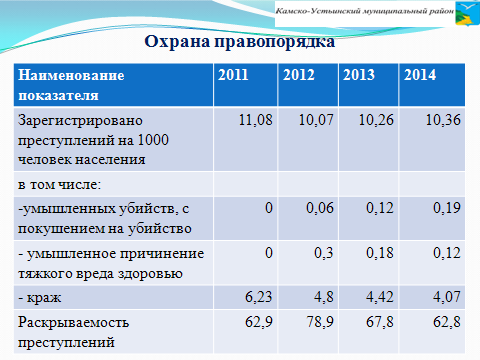 Камско-Устьинский муниципальный район
Охрана правопорядка
Наименование показателя 2011 2012 2013 2014
Зарегистрировано преступлений на 1000 человек населения 11,08 10,07 10,26 10,36
в том числе:
-умышленных убийств, с покушением на убийство 0 0,06 0,12 0,19
- умышленное причинение тяжкого вреда здоровью 0 0,3 0,18 0,12
- краж 6,23 4,8 4,42 4,07
Раскрываемость преступлений 62,9 78,9 67,8 62,8